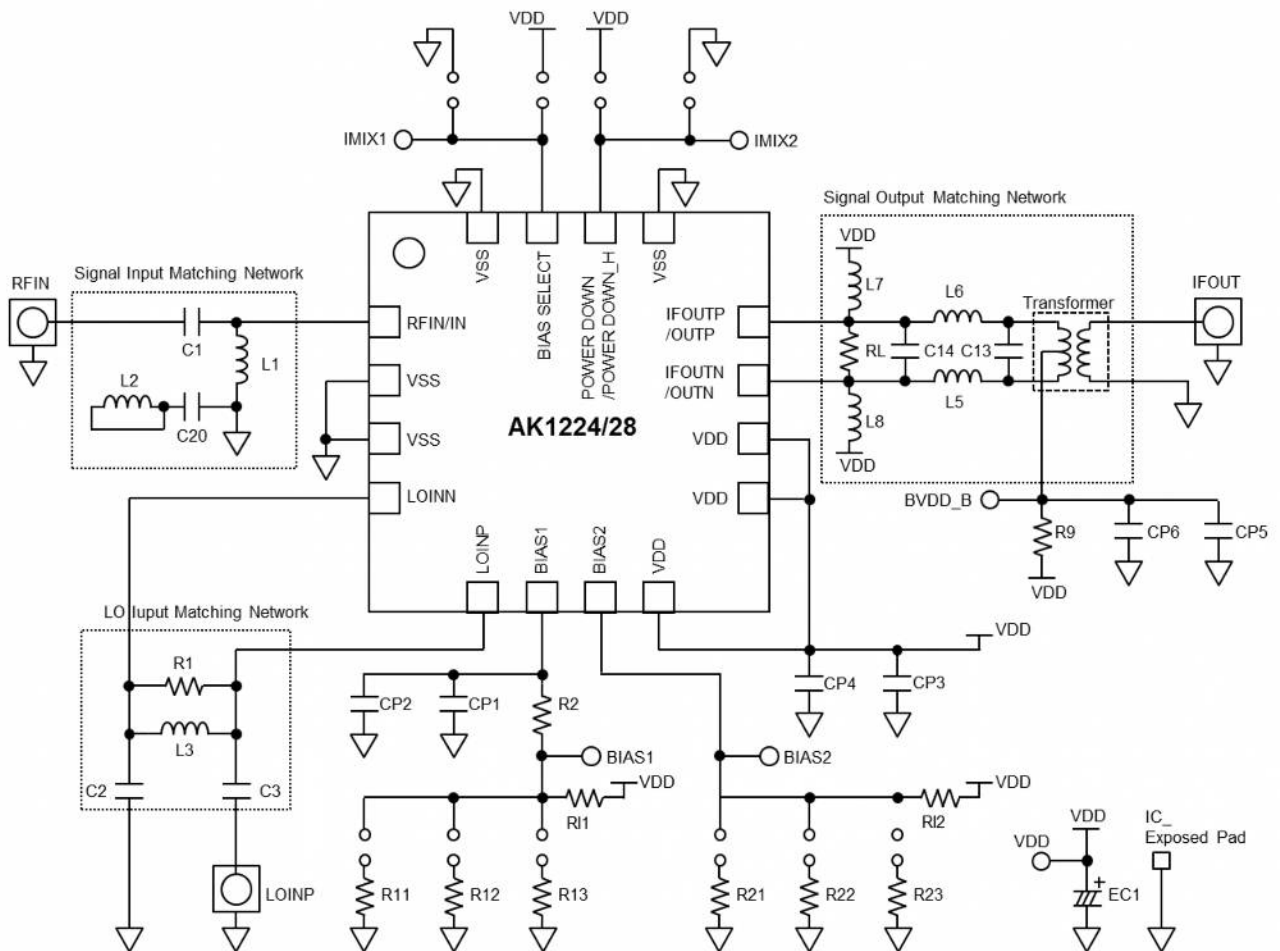 VDD
VDD
IMIX1
IMIX2
Signal Output Matching Network
VDD
Signal Input Matching Network
RFIN
C1
L1
L2
C20
VSS
BIAS SELECT
POWER DOWN
/POWER DOWN_H
VSS
RFIN/IN
VSS
VSS
LOINN
AK1224/28
IFOUTP
/OUTP
IFOUTN
/OUTN
VDD
VDD
LOINP
BIAS1
BIAS2
VDD
L7
L6
Transformer
IFOUT
RL
C14
C13
L5
L8
VDD
BVDD_B
R9
CP6
CP5
VDD
LO Iuput Matching Network
R1
L3
C2
C3
LOINP
CP2
CP1
R2
BIAS1
VDD
RI1
R11
R12
R13
CP4
CP3
VDD
BIAS2
VDD
RI2
R21
R22
R23
VDD
VDD
+
EC1
IC_
Exposed Pad